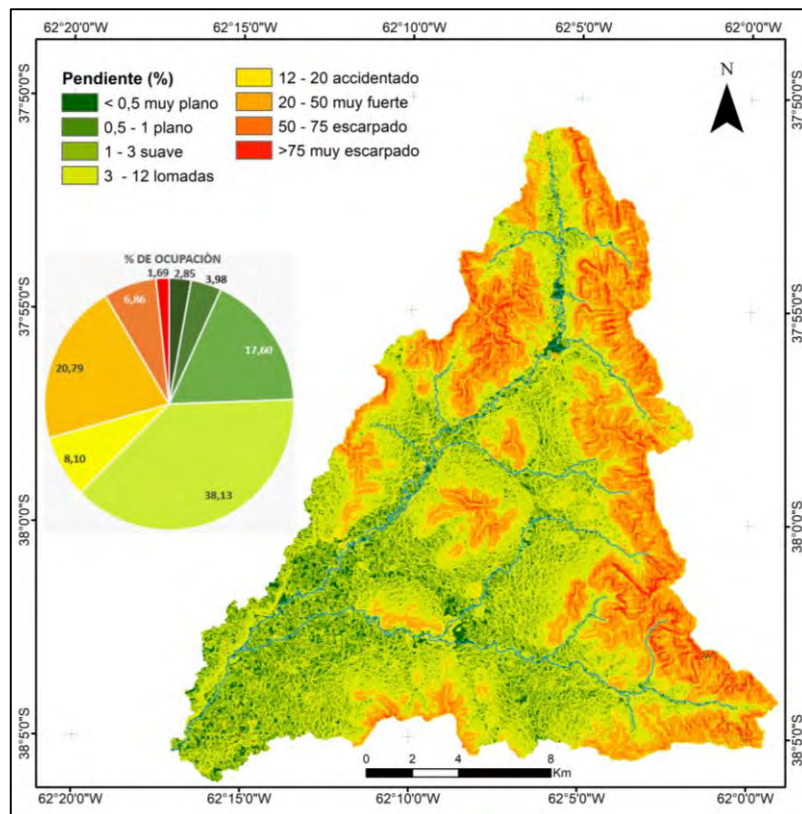 62°20'0"W 62°15'0"W 62°10'0"W 62°5'0"W 62°0'0"W
Pendiente (%)
< 0,5 muy plano
0,5 - 1 plano
1 - 3 suave
3 - 12 lomadas
12 - 20 accidentado
20 - 50 muy fuerte
50 - 75 escarpado
>75 muy escarpado
N
37°50'0"S 37°50'0"S
% DE OCUPACIÒN
1,69 2,85
6,86 3,98
17,60
20,79
8,10
38,13
37°55'0"S 37°55'0"S
38°0'0"S 38°0'0"S
38°5'0"S 38°5'0"S
0 2 4 8
Km
62°20'0"W 62°15'0"W 62°10'0"W 62°5'0"W 62°0'0"W